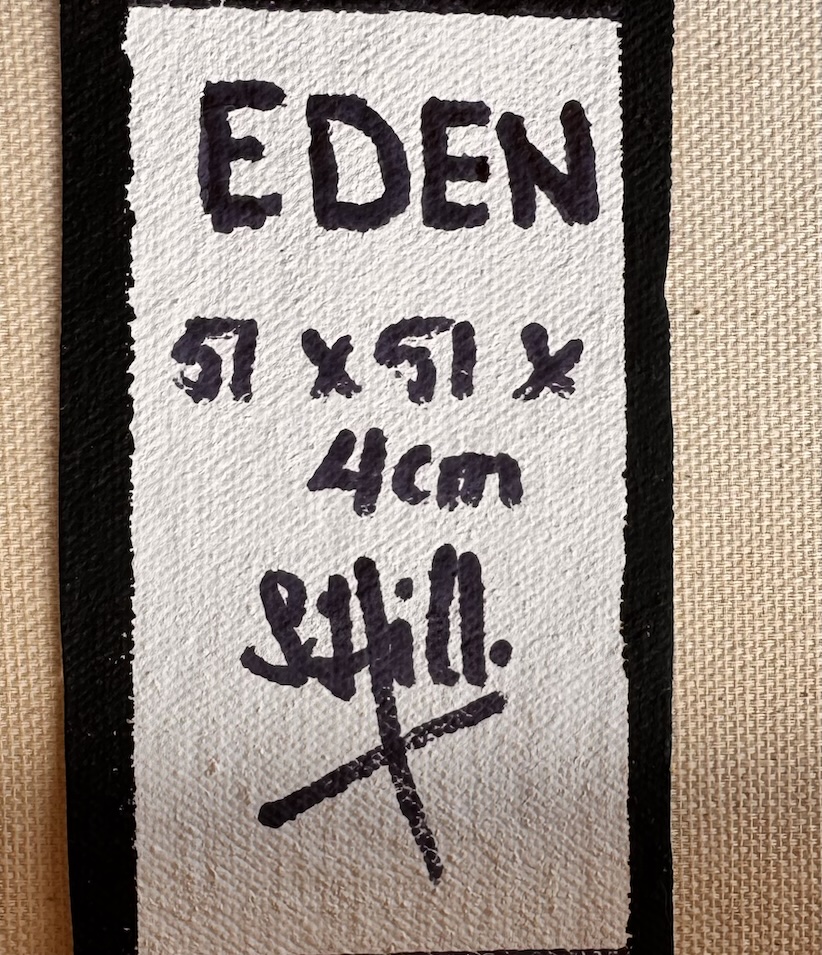 EDEN
51 x 51 x
4cm
S.Hill.